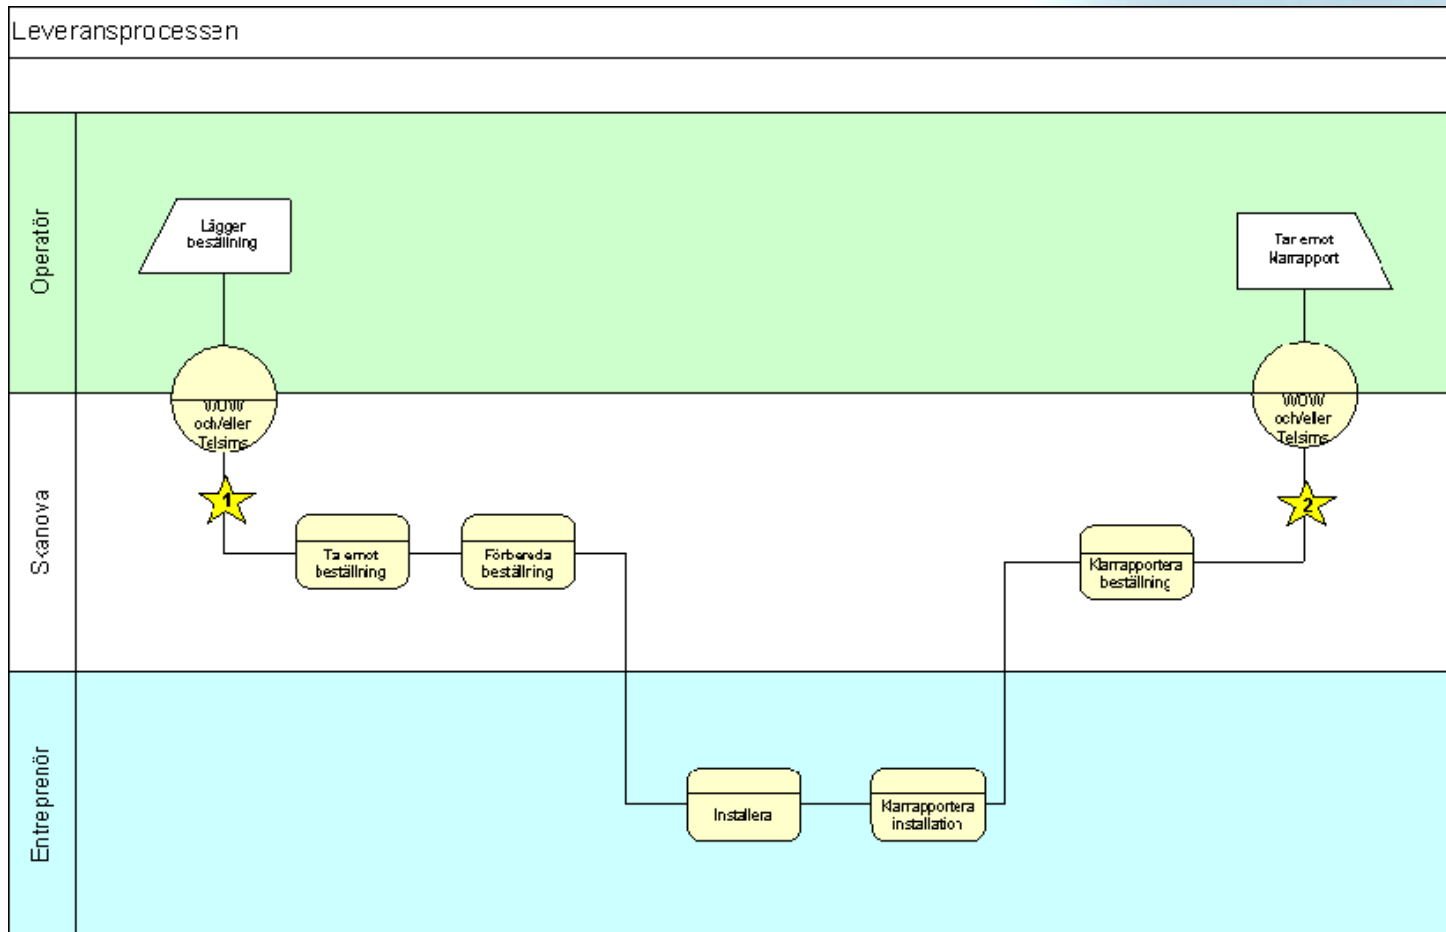 Leveransprocessen
Operatör
Lägger
beställning
Tar emot
klarrapport
WOW
och/eller
Telsims
WOW
och/eller
Telsims
Skanova
1
2
Ta emot
beställning
Förbereda
beställning
Klarrapportera
beställning
Entreprenör
Installera
Klarrapportera
installation